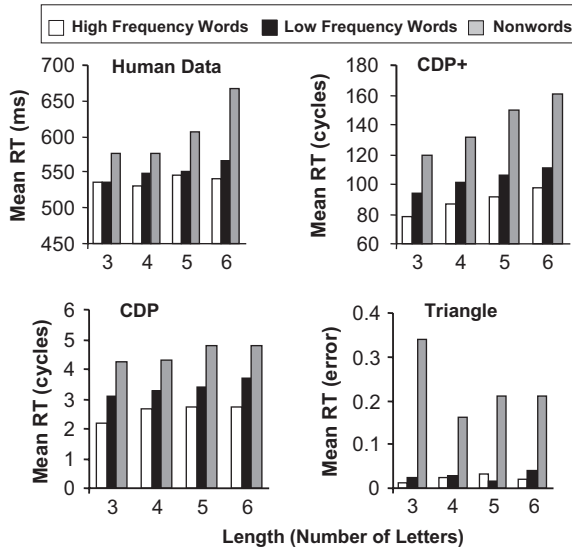 High Frequency Words Low Frequency Words Nonwords
Human Data
Mean RT (ms)
700
650
600
550
500
450
3 4 5 6
CDP+
Mean RT (cycles)
180
160
140
120
100
80
60
3 4 5 6
CDP
Mean RT (cycles)
6
5
4
3
2
1
0
3 4 5 6
Triangle
Mean RT (error)
0.4
0.3
0.2
0.1
0
3 4 5 6
Length (Number of Letters)